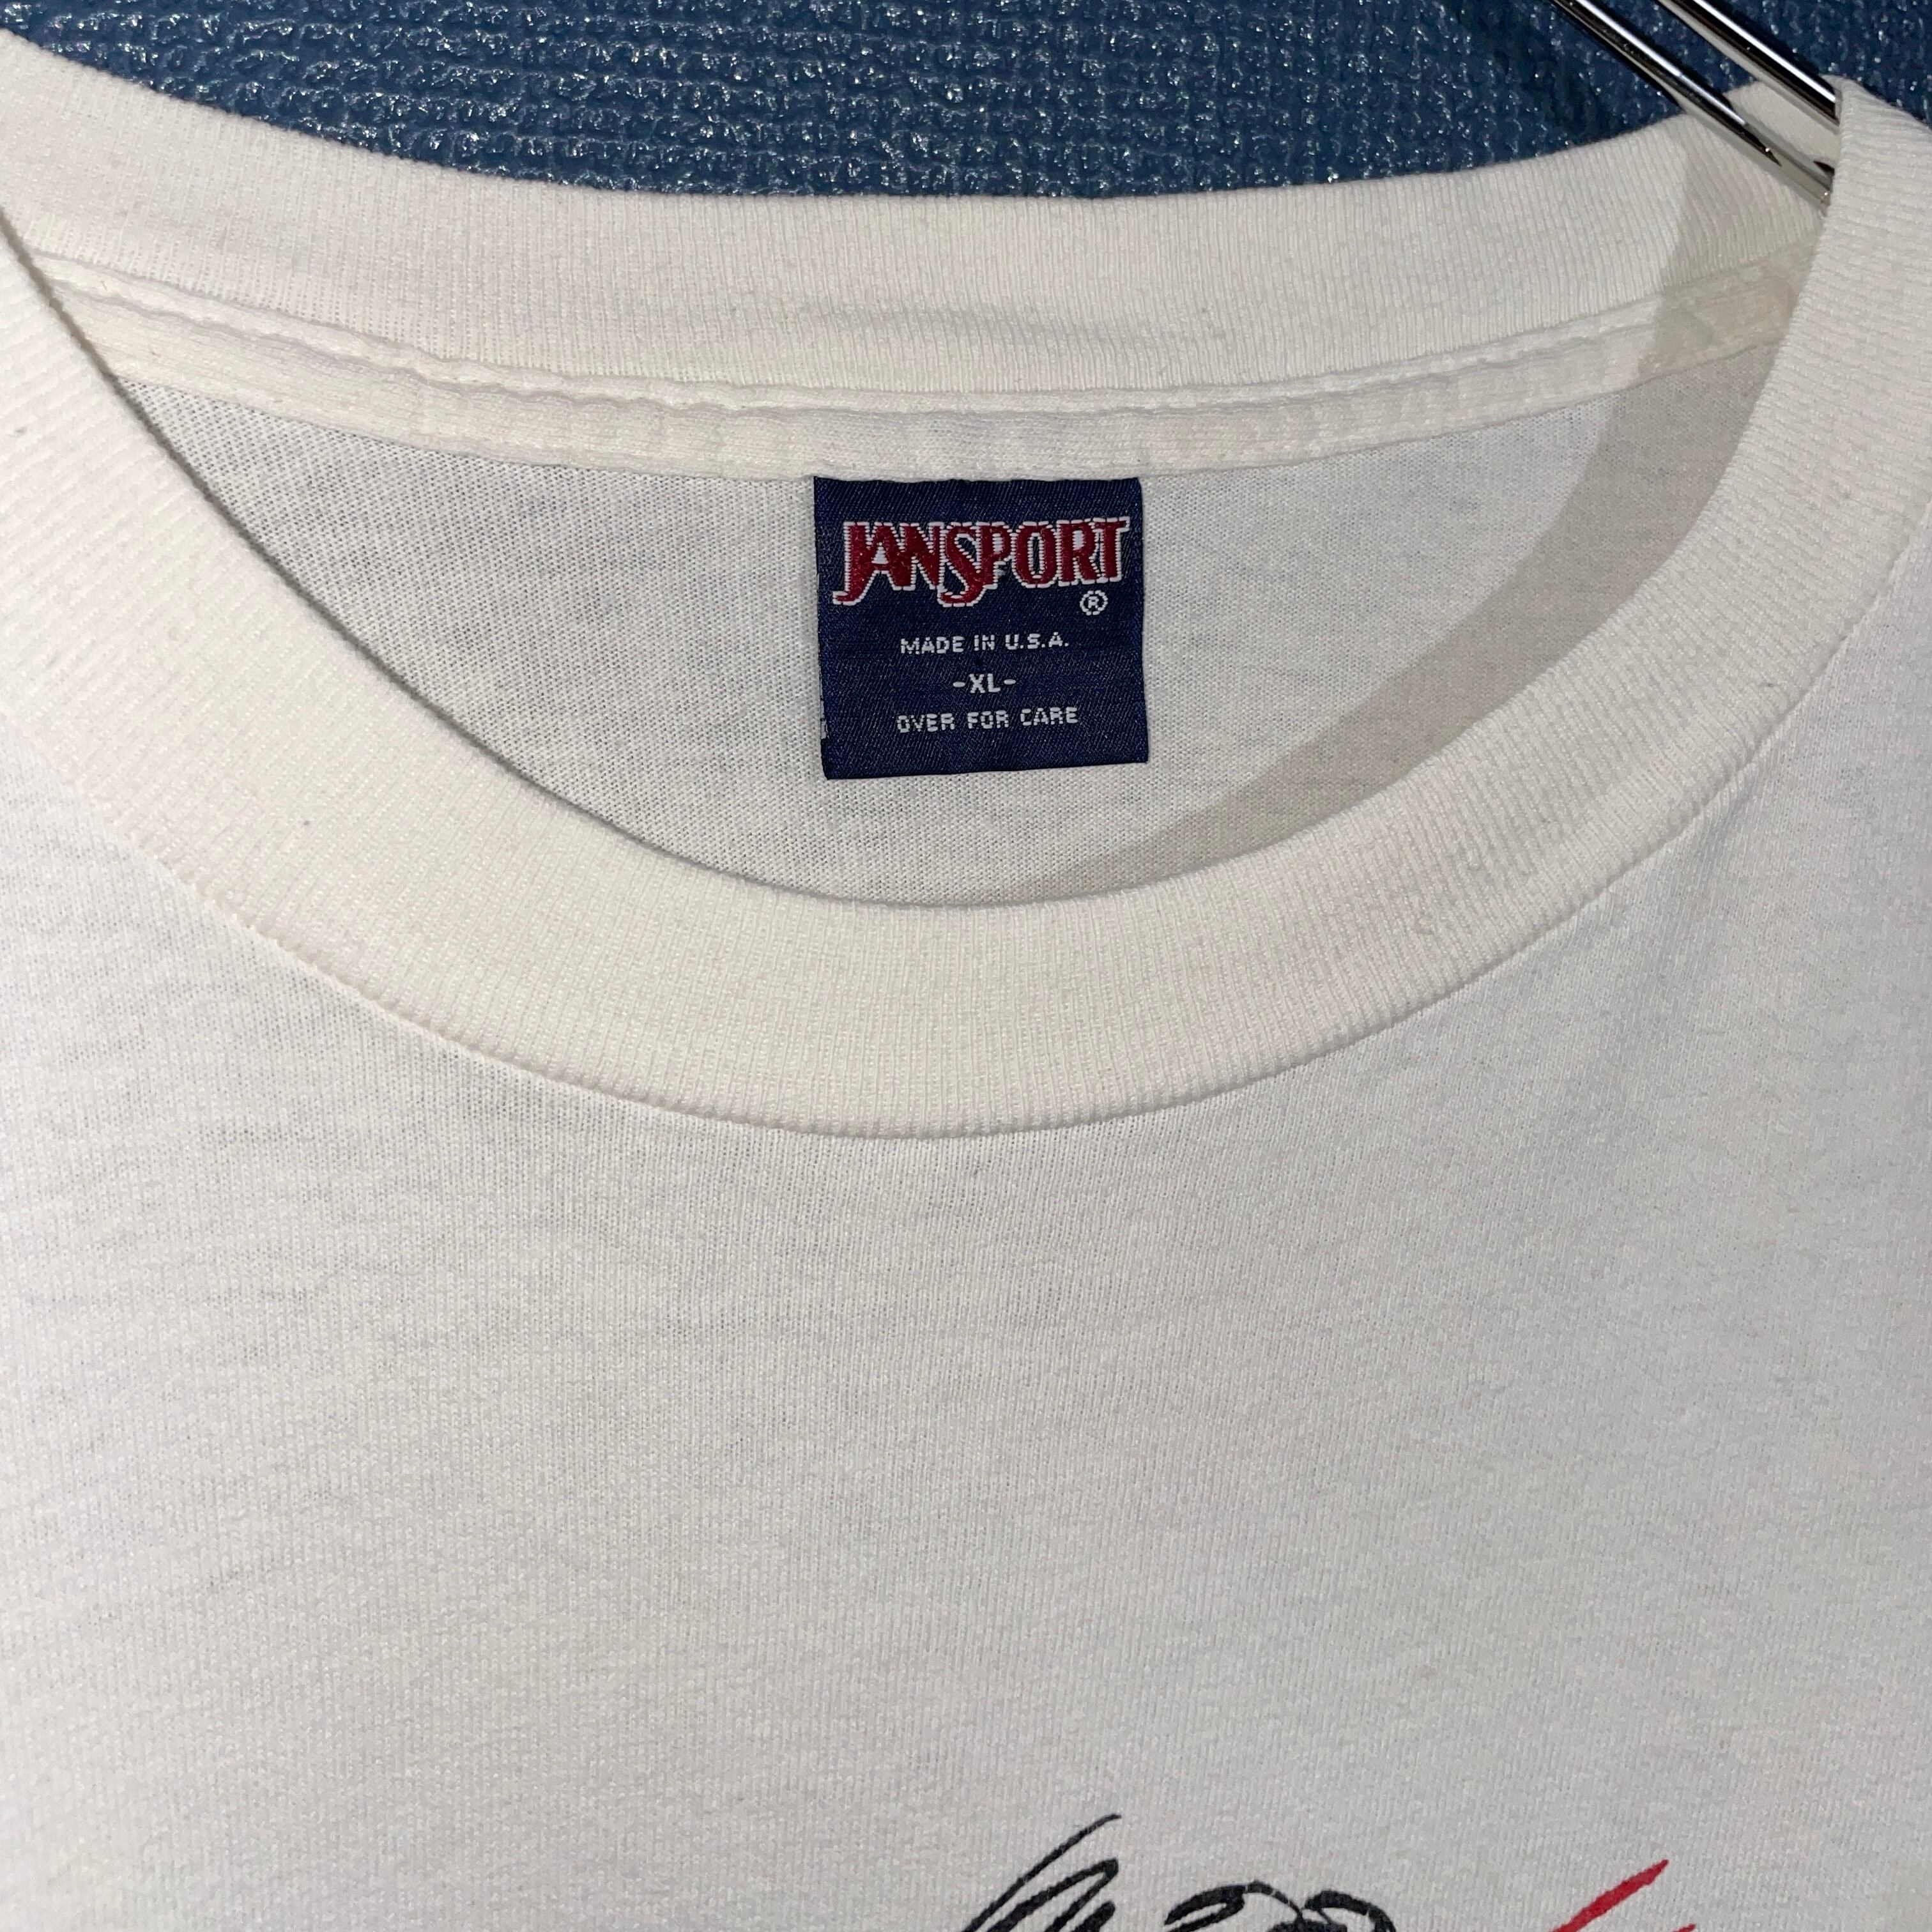 JANSPORT
®
MADE IN U.S.A.
-XL-
OVER FOR CARE